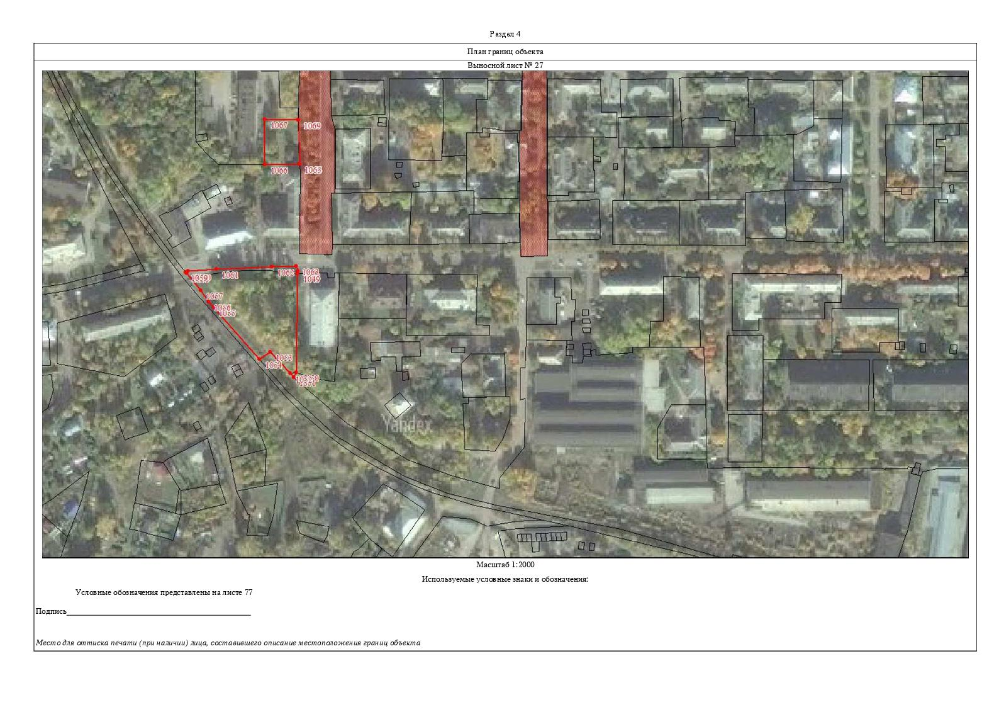 Раздел 4
План границ объекта
Выносной лист № 27
1067
1069
1066
1065
1061
1062
1063
1049
1057
1056
1055
1053
1054
Yandex
Масштаб 1:2000
Используемые условные знаки и обозначения:
Условные обозначения представлены на листе 77
Подпись
Место для оттиска печати (при наличии) лица, составившего описание местоположения границ объекта